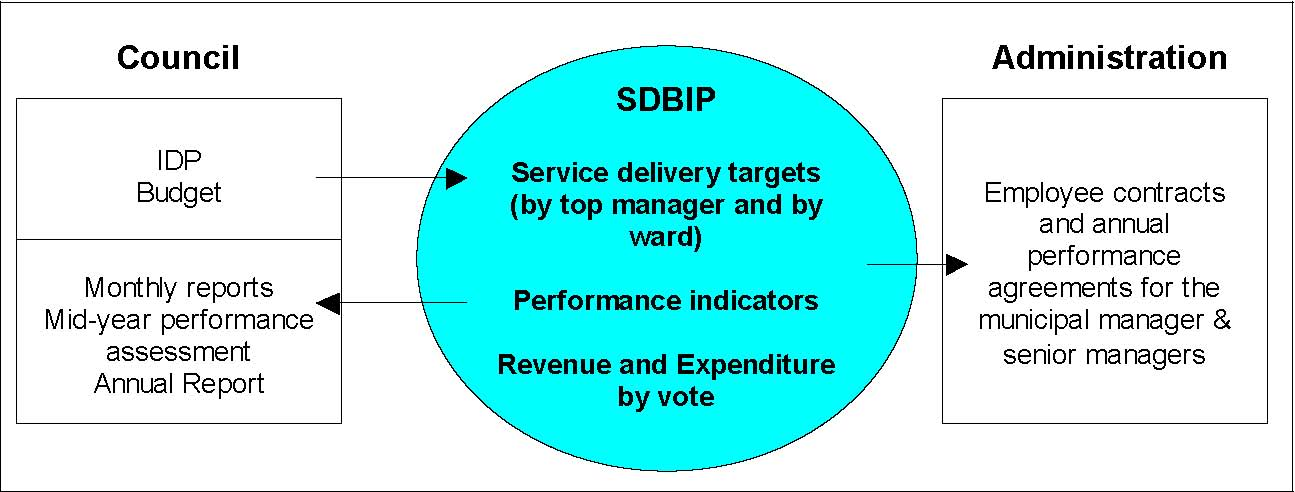 Council
IDP
Budget
Monthly reports
Mid-year performance
assessment
Annual Report
SDBIP
Service delivery targets
(by top manager and by
ward)
Performance indicators
Revenue and Expenditure
by vote
Administration
Employee contracts
and annual
performance
agreements for the
municipal manager &
senior managers